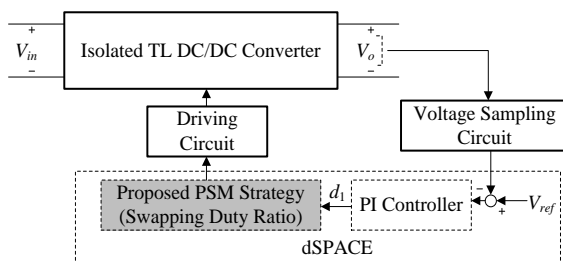 + +
V_in Isolated TL DC/DC Converter V_o
− −
Driving
Circuit
Voltage Sampling
Circuit
Proposed PSM Strategy
(Swapping Duty Ratio)
d_1
PI Controller
−
+
V_ref
dSPACE